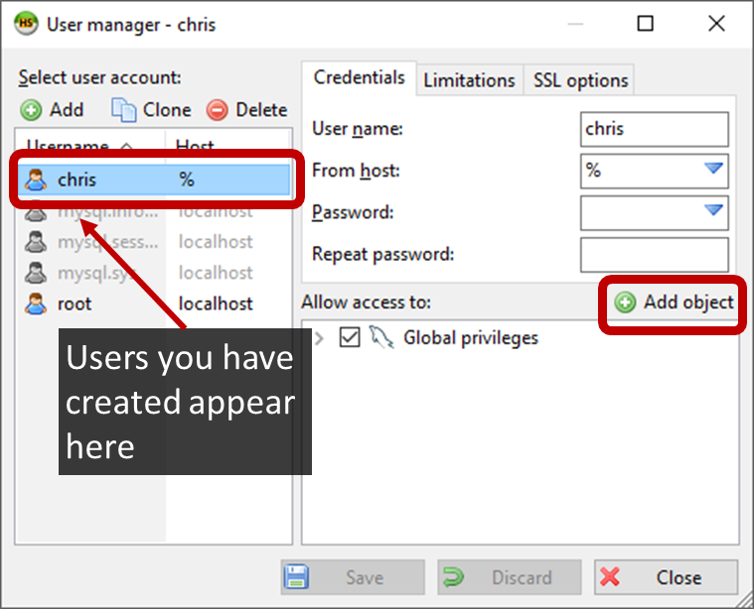 HS User manager - chris
Select user account:
Add Clone Delete
Username Host
chris %
mysql.info... localhost
mysql.sess... localhost
mysql.sys localhost
root localhost
Users you have
created appear
here
Credentials Limitations SSL options
User name: chris
From host: %
Password:
Repeat password:
Allow access to: Add object
Global privileges
Save Discard Close